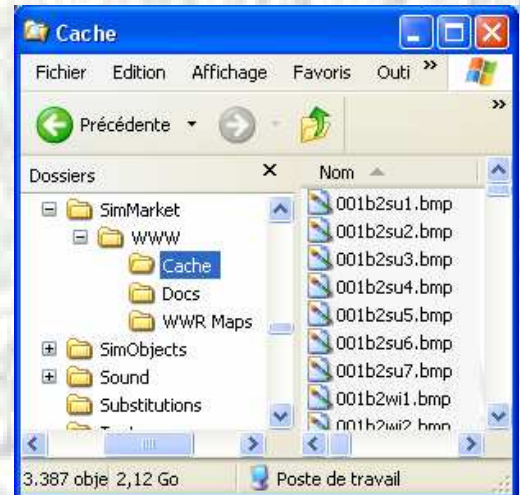 Cache
Fichier Edition Affichage Favoris Outi »
Précédente »
Dossiers X Nom
SimMarket
WWW
Cache
Docs
WWR Maps
SimObjects
Sound
Substitutions
001b2su1.bmp
001b2su2.bmp
001b2su3.bmp
001b2su4.bmp
001b2su5.bmp
001b2su6.bmp
001b2su7.bmp
001b2wi1.bmp
001b2wi2.bmp
3.387 obje 2,12 Go Poste de travail